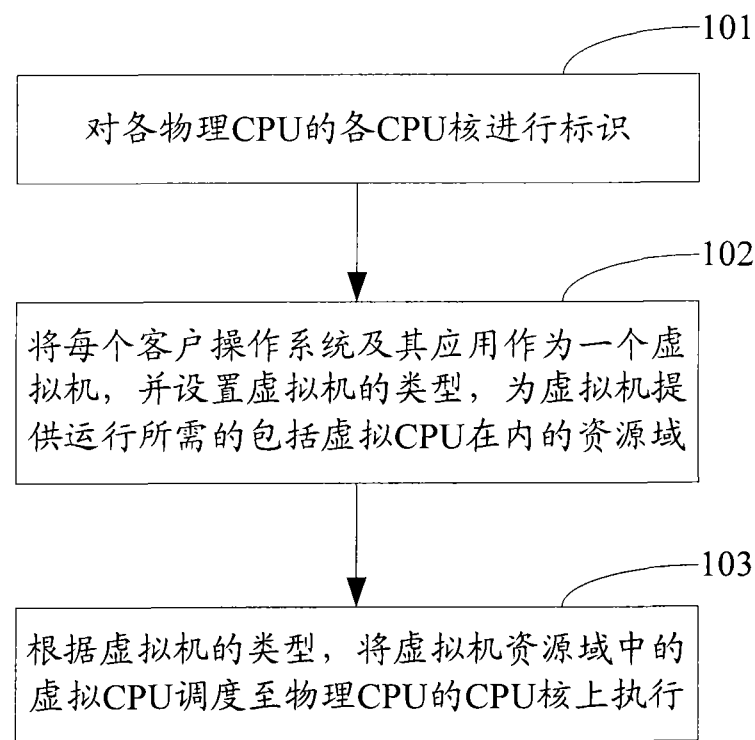 101
对各物理CPU的各CPU核进行标识
102
将每个客户操作系统及其应用作为一个虚
拟机，并设置虚拟机的类型，为虚拟机提
供运行所需的包括虚拟CPU在内的资源域
103
根据虚拟机的类型，将虚拟机资源域中的
虚拟CPU调度至物理CPU的CPU核上执行